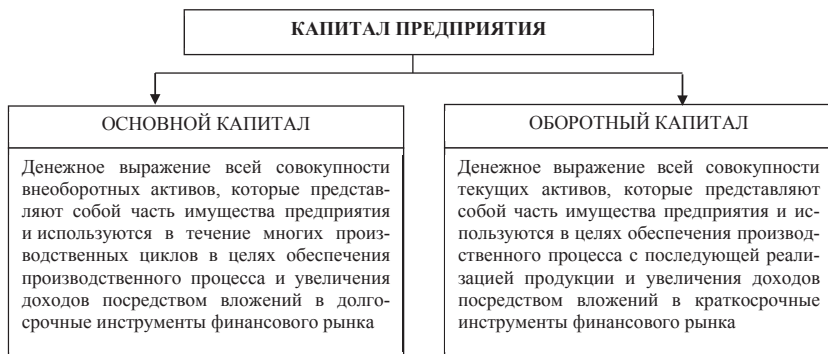 КАПИТАЛ ПРЕДПРИЯТИЯ
ОСНОВНОЙ КАПИТАЛ
Денежное выражение всей совокупности
внеоборотных активов, которые представ-
ляют собой часть имущества предприятия
и используются в течение многих произ-
водственных циклов в целях обеспечения
производственного процесса и увеличения
доходов посредством вложений в долго-
срочные инструменты финансового рынка
ОБОРОТНЫЙ КАПИТАЛ
Денежное выражение всей совокупности
текущих активов, которые представляют
собой часть имущества предприятия и ис-
пользуются в целях обеспечения производ-
ственного процесса с последующей реали-
зацией продукции и увеличения доходов
посредством вложений в краткосрочные
инструменты финансового рынка